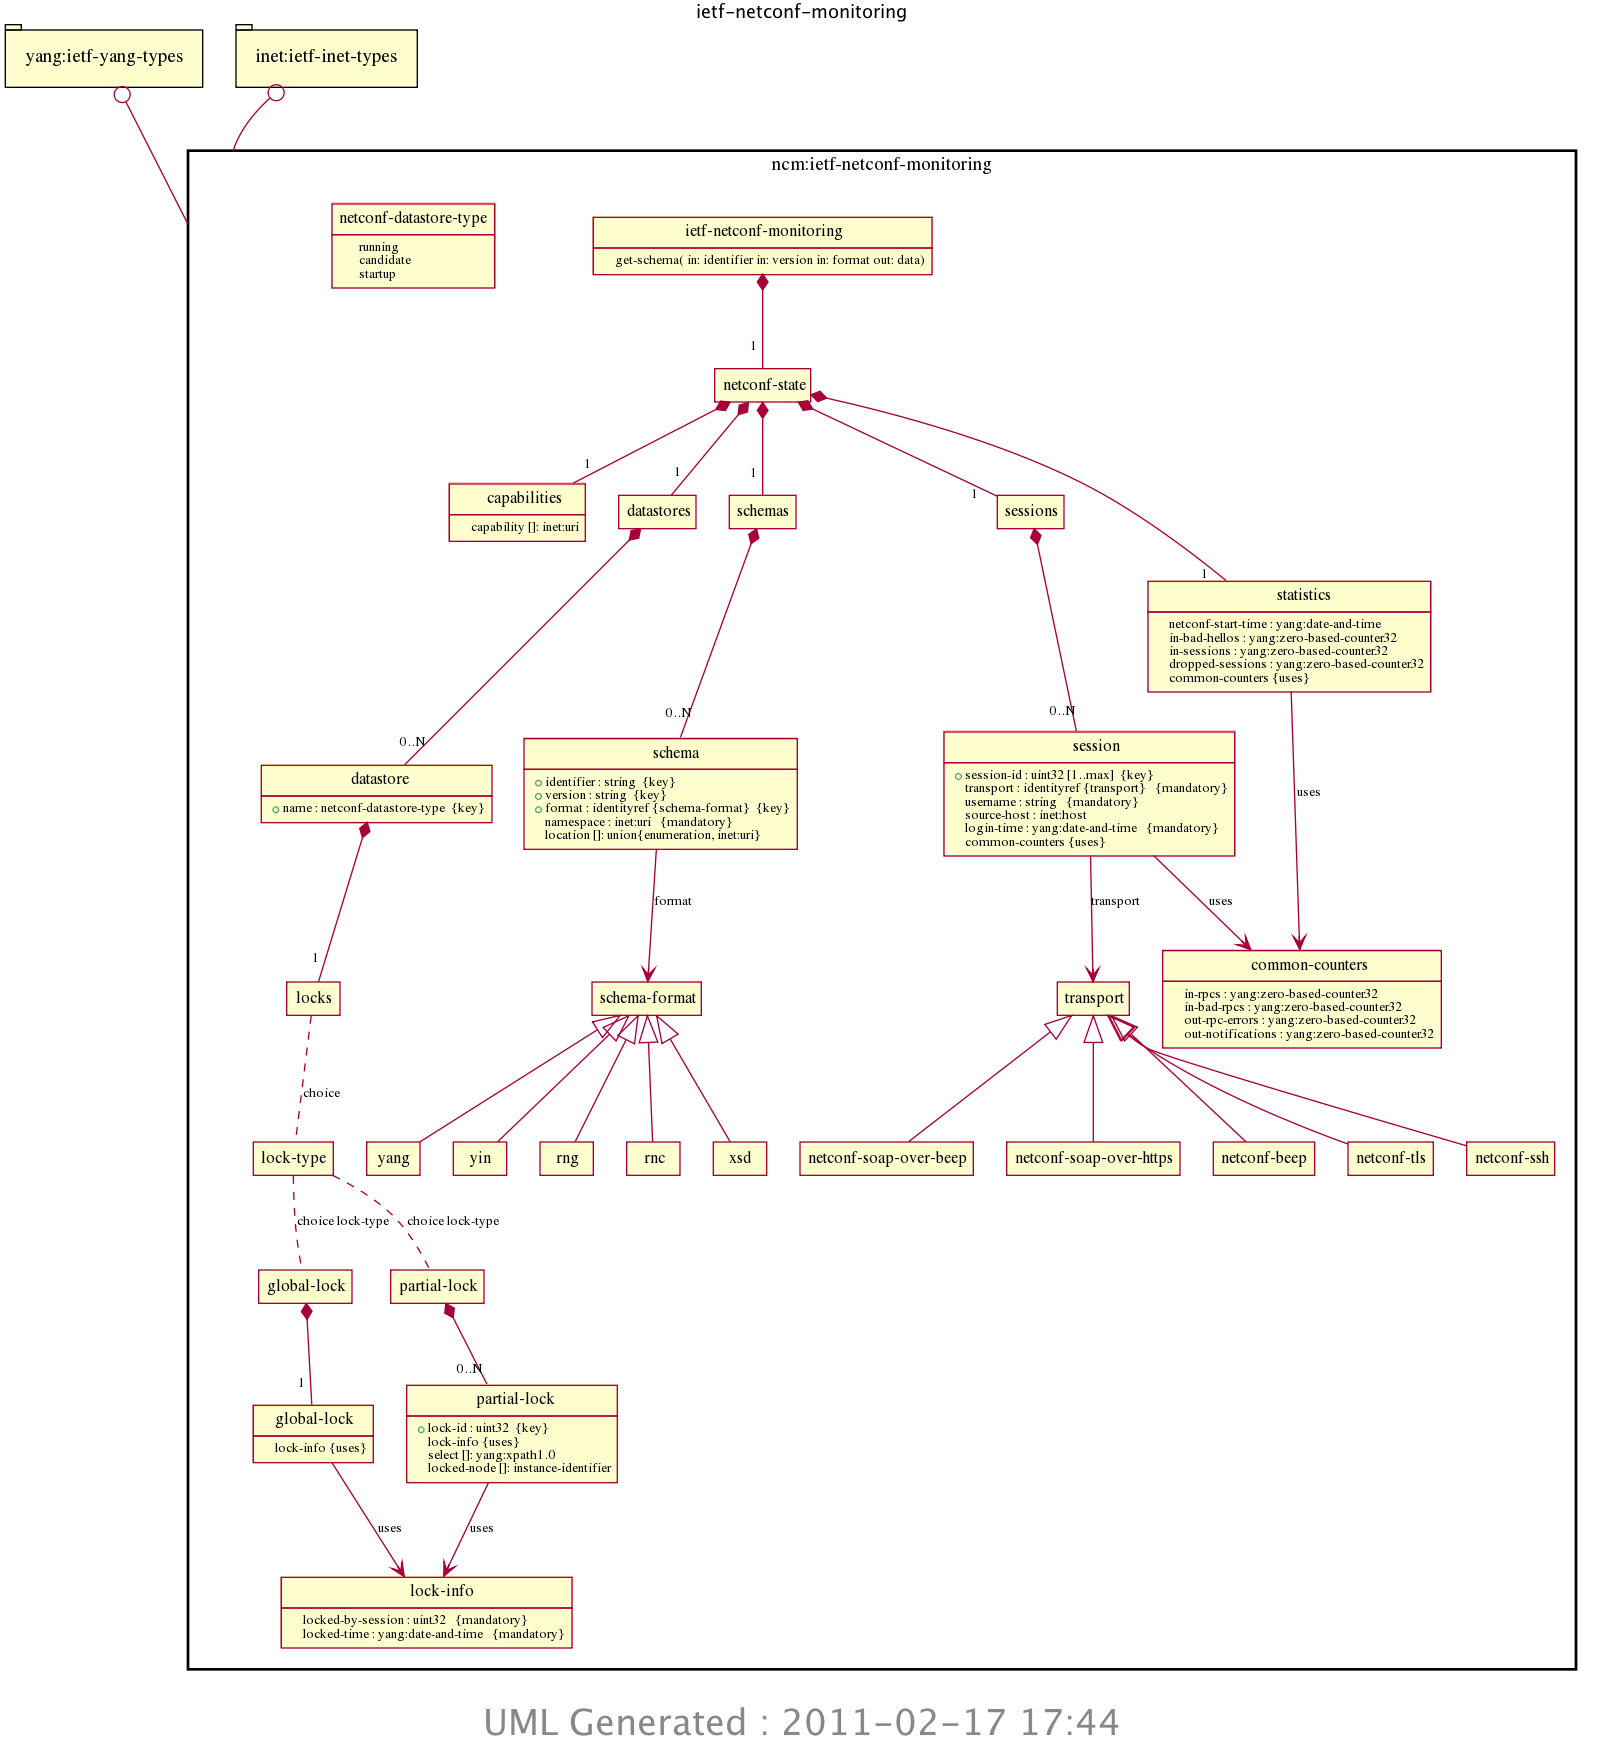 ietf-netconf-monitoring
yang:ietf-yang-types
inet:ietf-inet-types
ncm:ietf-netconf-monitoring
netconf-datastore-type
running
candidate
startup
ietf-netconf-monitoring
get-schema( in: identifier in: version in: format out: data)
1
netconf-state
1
1
1
1
1
capabilities
capability []: inet:uri
datastores
schemas
sessions
statistics
netconf-start-time : yang:date-and-time
in-bad-hellos : yang:zero-based-counter32
in-sessions : yang:zero-based-counter32
dropped-sessions : yang:zero-based-counter32
common-counters {uses}
0..N
0..N
0..N
datastore
name : netconf-datastore-type {key}
schema
identifier : string {key}
version : string {key}
format : identityref {schema-format} {key}
namespace : inet:uri {mandatory}
location []: union{enumeration, inet:uri}
session
session-id : uint32 [1..max] {key}
transport : identityref {transport} {mandatory}
username : string {mandatory}
source-host : inet:host
login-time : yang:date-and-time {mandatory}
common-counters {uses}
uses
format
transport
uses
1
locks
schema-format
transport
common-counters
in-rpcs : yang:zero-based-counter32
in-bad-rpcs : yang:zero-based-counter32
out-rpc-errors : yang:zero-based-counter32
out-notifications : yang:zero-based-counter32
choice
lock-type
yang
yin
rng
rnc
xsd
netconf-soap-over-beep
netconf-soap-over-https
netconf-beep
netconf-tls
netconf-ssh
choice lock-type
choice lock-type
global-lock
partial-lock
1
0..N
global-lock
lock-info {uses}
partial-lock
lock-id : uint32 {key}
lock-info {uses}
select []: yang:xpath1.0
locked-node []: instance-identifier
uses
uses
lock-info
locked-by-session : uint32 {mandatory}
locked-time : yang:date-and-time {mandatory}
UML Generated : 2011-02-17 17:44